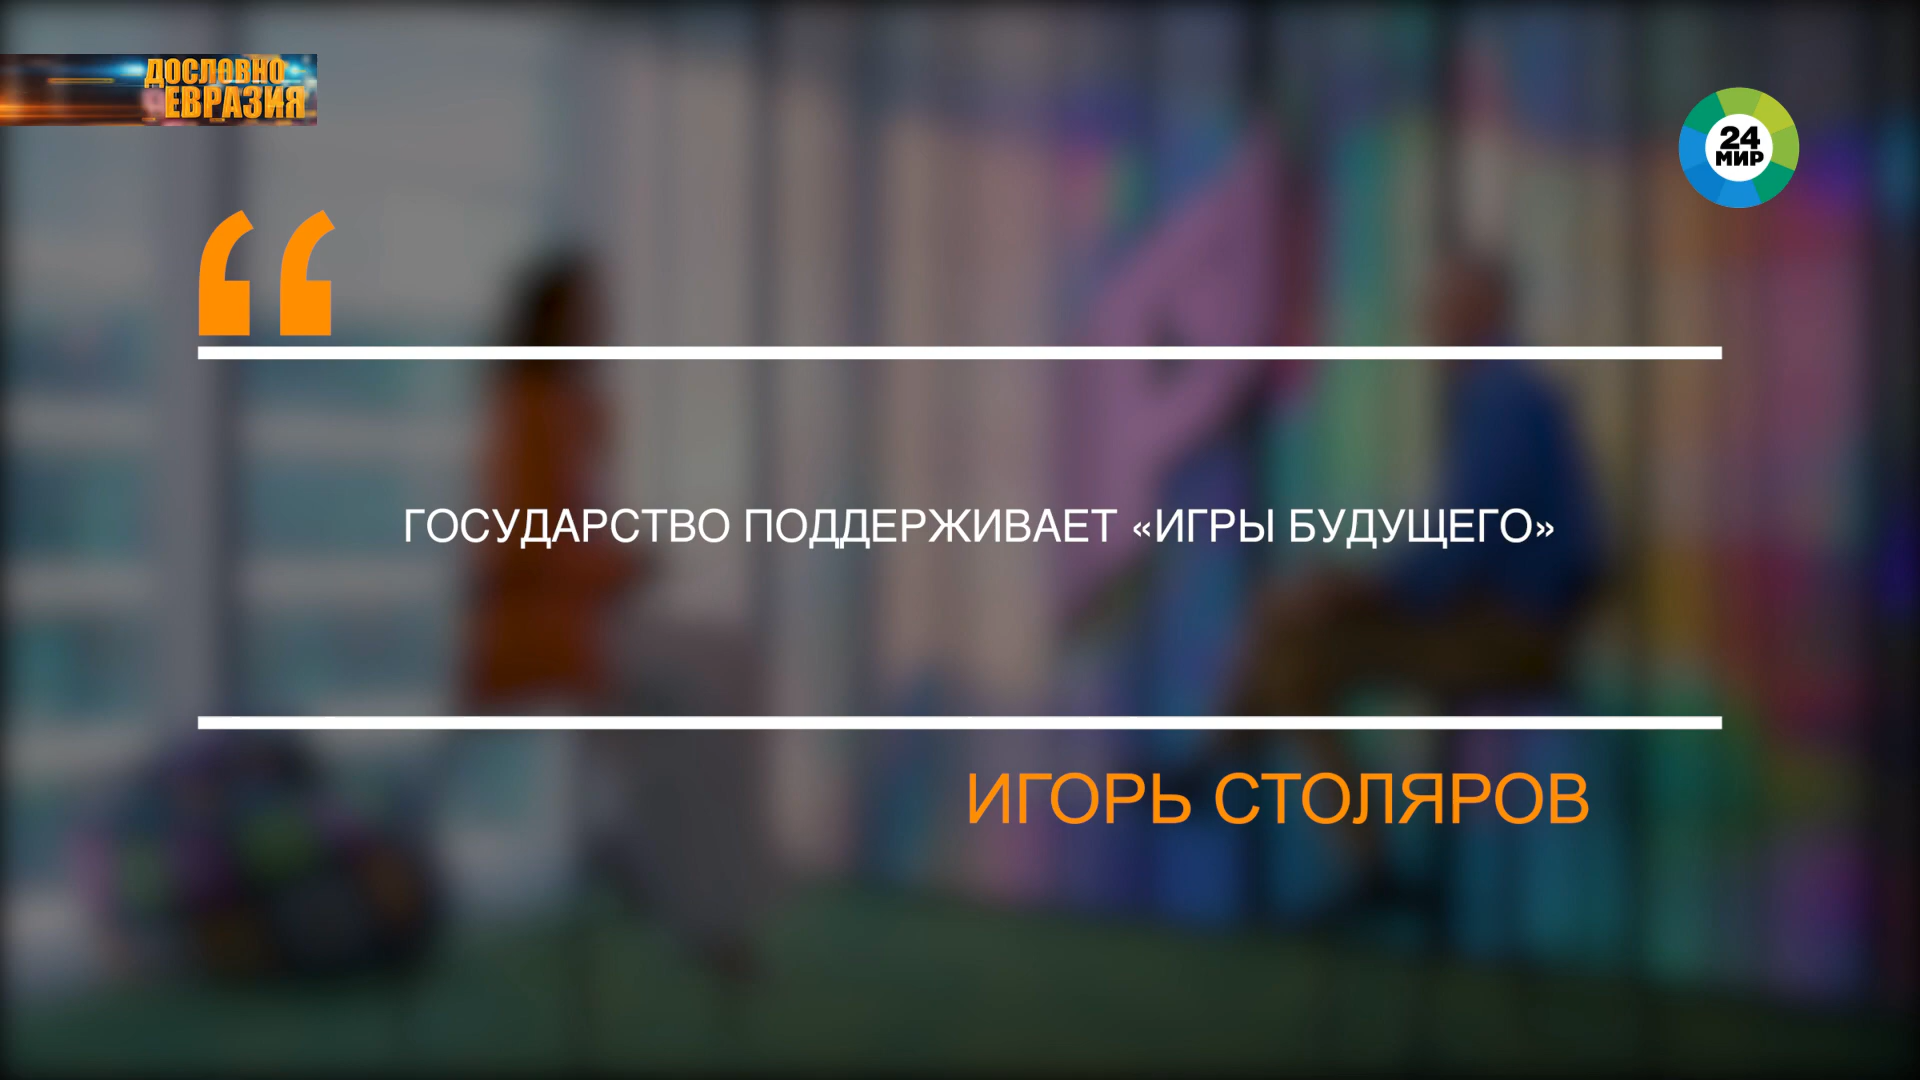 ДОСЛОВНО
ЕВРАЗИЯ
24
МИР
ГОСУДАРСТВО ПОДДЕРЖИВАЕТ «ИГРЫ БУДУЩЕГО»
ИГОРЬ СТОЛЯРОВ